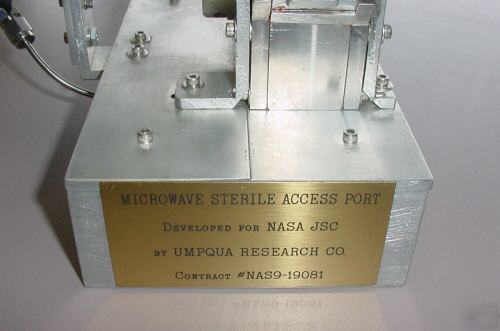 MICROWAVE STERILE ACCESS PORT
DEVELOPED FOR NASA JSC
BY UMPQUA RESEARCH CO.
CONTRACT #NAS9-19081